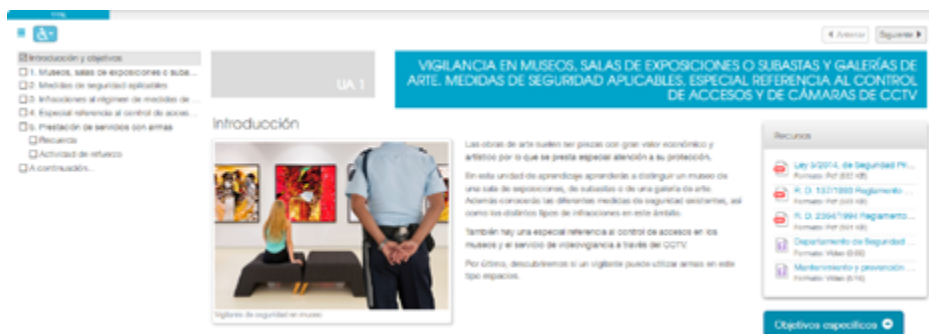 Anterior
Siguiente
Introducción y objetivos
1. Museos, salas de exposiciones o suba...
2. Medidas de seguridad aplicables
3. Infracciones al régimen de medidas de ...
4. Especial referencia al control de acces...
5. Prestación de servicios con armas
Recuerda
Actividad de refuerzo
A continuación...
UA 1
VIGILANCIA EN MUSEOS, SALAS DE EXPOSICIONES O SUBASTAS Y GALERÍAS DE
ARTE. MEDIDAS DE SEGURIDAD APLICABLES. ESPECIAL REFERENCIA AL CONTROL
DE ACCESOS Y DE CÁMARAS DE CCTV
Introducción
Vigilante de seguridad en museo
Las obras de arte suelen ser piezas con gran valor económico y
artístico por lo que se presta especial atención a su protección.
En esta unidad de aprendizaje aprenderás a distinguir un museo de
una sala de exposiciones, de subastas o de una galería de arte.
Además conocerás las diferentes medidas de seguridad existentes, así
como los distintos tipos de infracciones en este ámbito.
También hay una especial referencia al control de accesos en los
museos y el servicio de videovigilancia a través del CCTV.
Por último, descubriremos si un vigilante puede utilizar armas en este
tipo espacios.
Recursos
Ley 5/2014, de Seguridad Pri...
Formato: Pdf
R. D. 137/1993 Reglamento ...
Formato: Pdf
R. D. 2364/1994 Reglamento...
Formato: Pdf
Departamento de Seguridad ...
Formato: Vídeo
Mantenimiento y prevención ...
Formato: Vídeo
Objetivos específicos